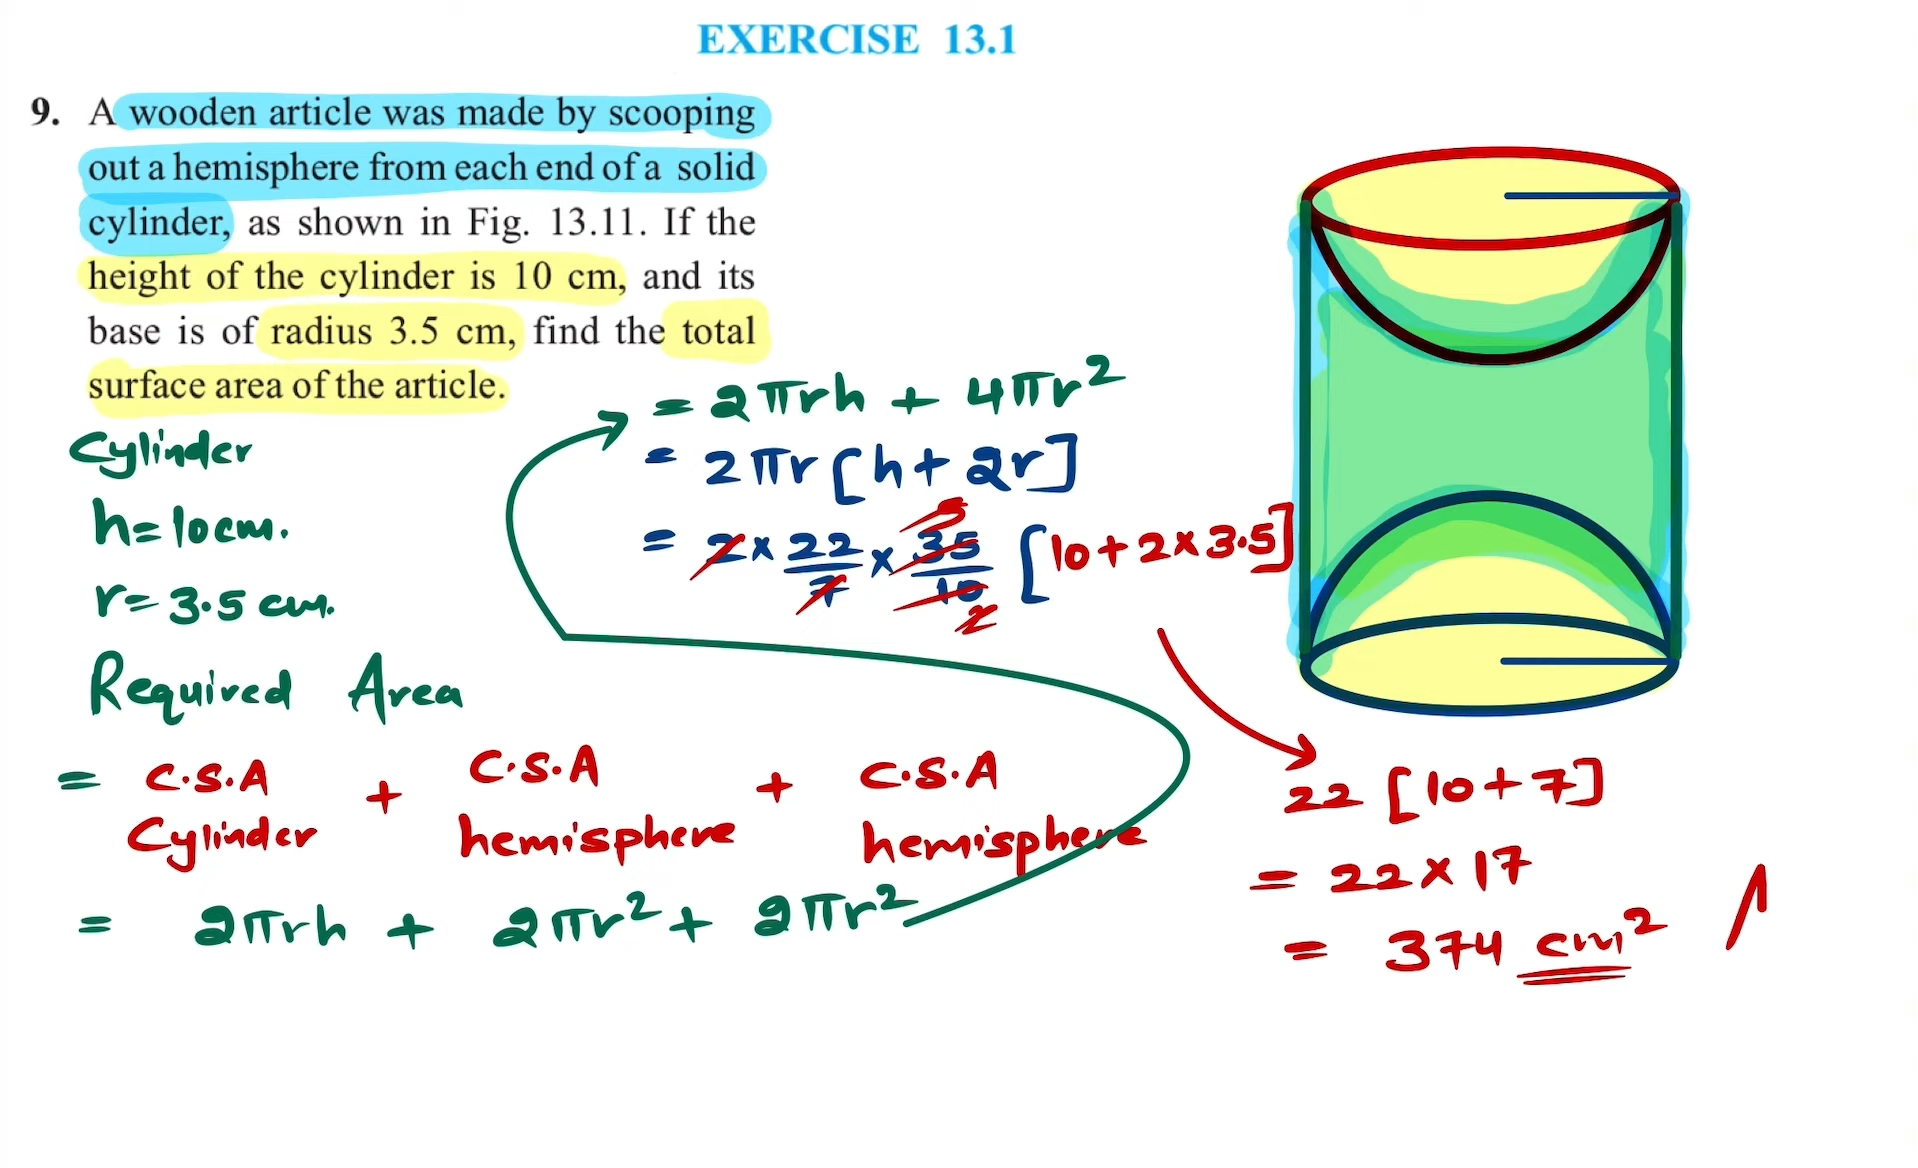 EXERCISE 13.1
9. A wooden article was made by scooping
out a hemisphere from each end of a solid
cylinder, as shown in Fig. 13.11. If the
height of the cylinder is 10 cm, and its
base is of radius 3.5 cm, find the total
surface area of the article.
Cylinder
h = 10 cm.
r = 3.5 cm.
Required Area
= C.S.A Cylinder + C.S.A hemisphere + C.S.A hemisphere
= 2πrh + 2πr² + 2πr²
= 2πrh + 4πr²
= 2πr [h + 2r]
= 2 × 22/7 × 35/10 [10 + 2 × 3.5]
5
2
22 [10 + 7]
= 22 × 17
= 374 cm²